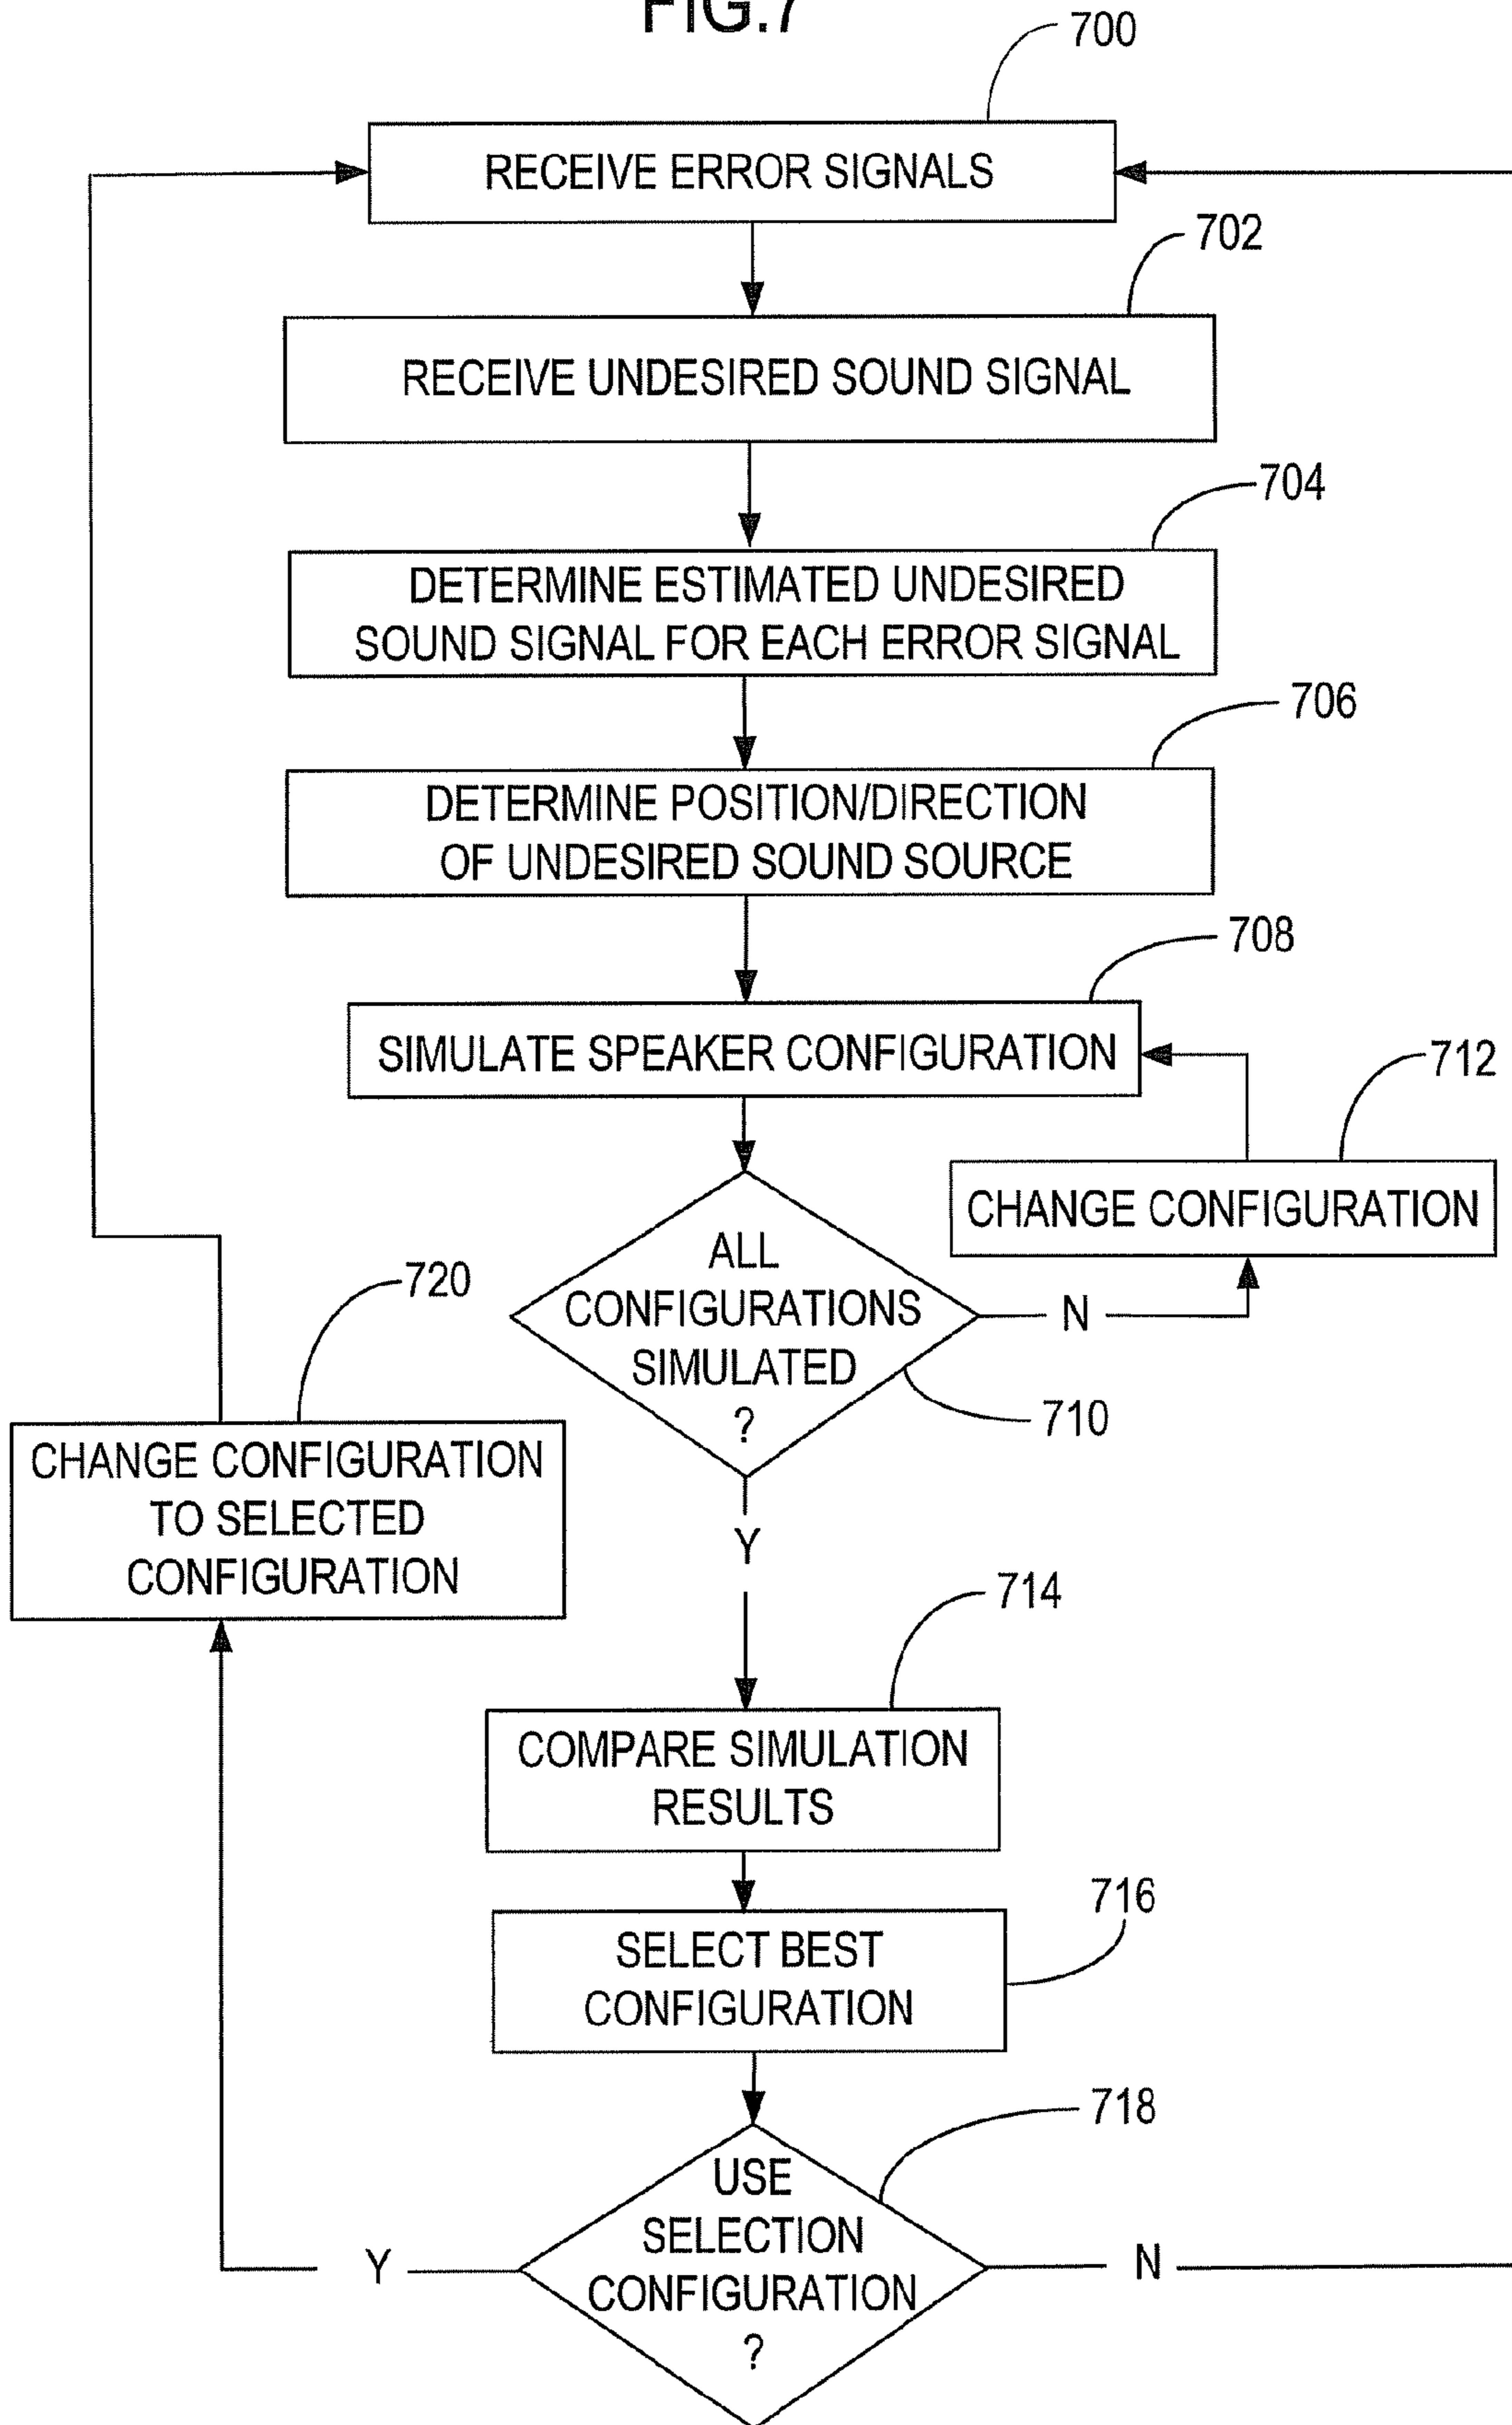 FIG.7
700
RECEIVE ERROR SIGNALS
702
RECEIVE UNDESIRED SOUND SIGNAL
704
DETERMINE ESTIMATED UNDESIRED
SOUND SIGNAL FOR EACH ERROR SIGNAL
706
DETERMINE POSITION/DIRECTION
OF UNDESIRED SOUND SOURCE
708
SIMULATE SPEAKER CONFIGURATION
712
CHANGE CONFIGURATION
ALL
CONFIGURATIONS
SIMULATED
?
N
710
720
CHANGE CONFIGURATION
TO SELECTED
CONFIGURATION
Y
714
COMPARE SIMULATION
RESULTS
716
SELECT BEST
CONFIGURATION
718
USE
SELECTION
CONFIGURATION
?
Y
N